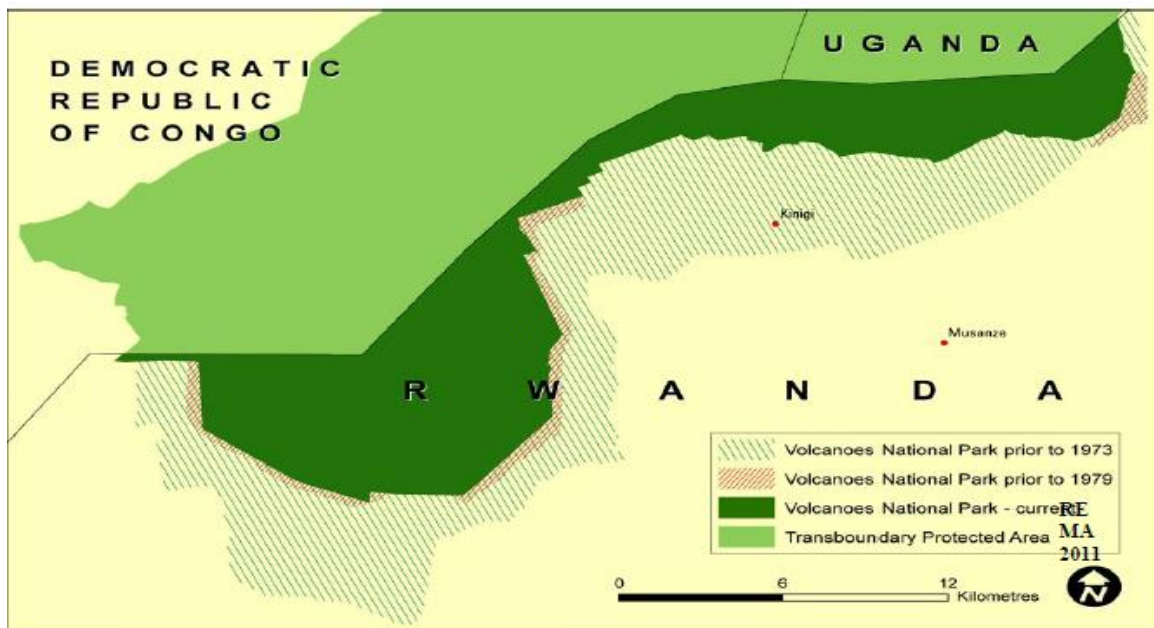 DEMOCRATIC
REPUBLIC
OF CONGO
UGANDA
Kinigi
Musanze
RWANDA
Volcanoes National Park prior to 1973
Volcanoes National Park prior to 1979
Volcanoes National Park - current
Transboundary Protected Area
RE
MA
2011
0 6 12
Kilometres
N